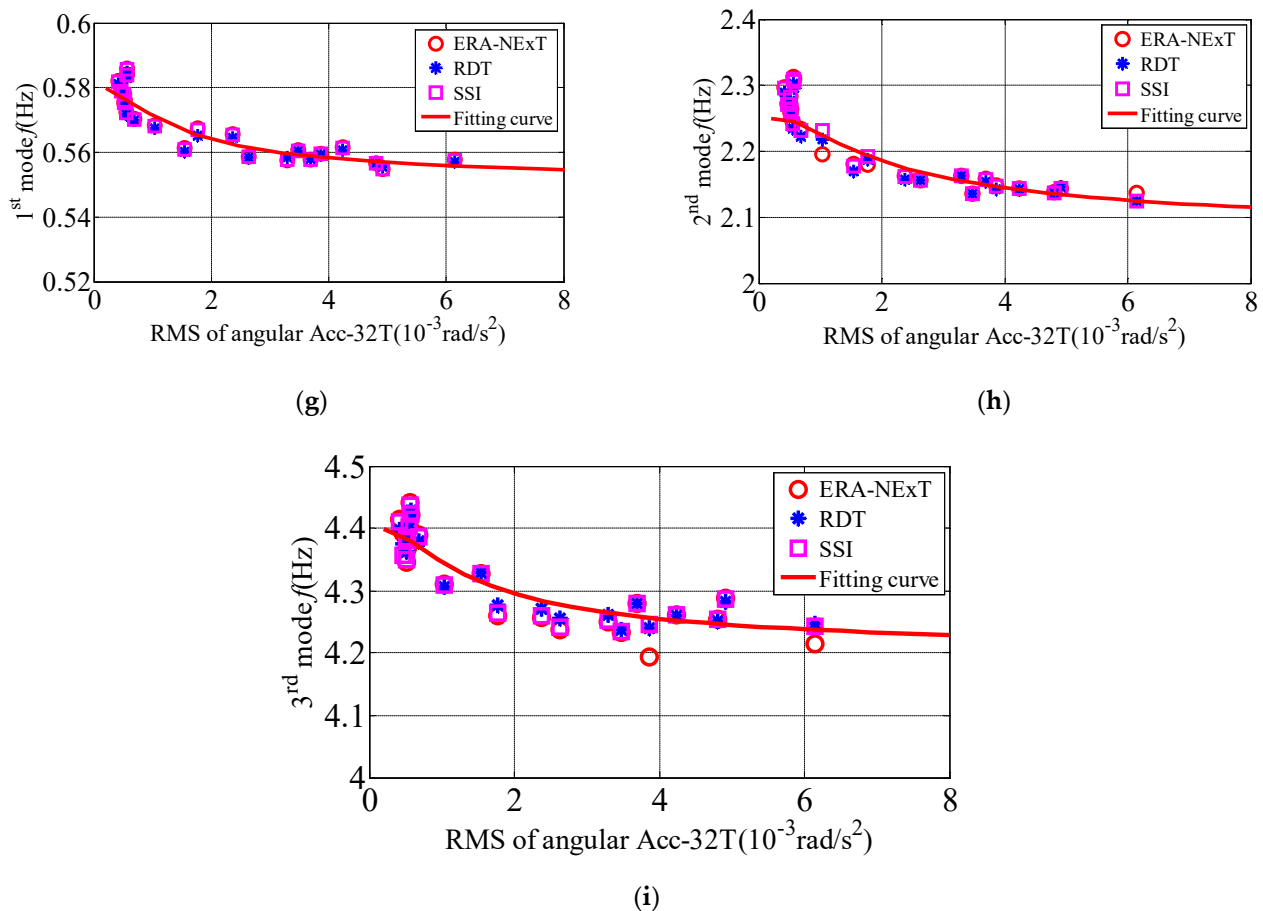 0.6
0.58
0.56
0.54
0.52
0 2 4 6 8
1st mode f(Hz)
RMS of angular Acc-32T(10-3rad/s2)
ERA-NExT
RDT
SSI
Fitting curve
(g)
2.4
2.3
2.2
2.1
2
0 2 4 6 8
2nd mode f(Hz)
RMS of angular Acc-32T(10-3rad/s2)
ERA-NExT
RDT
SSI
Fitting curve
(h)
4.5
4.4
4.3
4.2
4.1
4
0 2 4 6 8
3rd mode f(Hz)
RMS of angular Acc-32T(10-3rad/s2)
ERA-NExT
RDT
SSI
Fitting curve
(i)